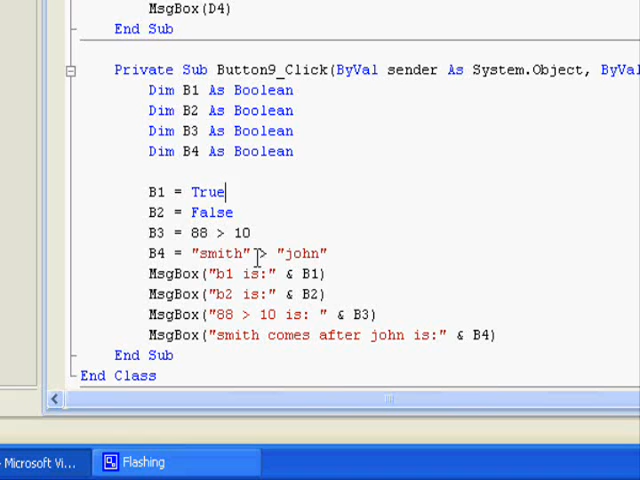 MsgBox(D4)
End Sub
Private Sub Button9_Click(ByVal sender As System.Object, ByVal
Dim B1 As Boolean
Dim B2 As Boolean
Dim B3 As Boolean
Dim B4 As Boolean
B1 = True
B2 = False
B3 = 88 > 10
B4 = "smith" > "john"
MsgBox("b1 is:" & B1)
MsgBox("b2 is:" & B2)
MsgBox("88 > 10 is: " & B3)
MsgBox("smith comes after john is:" & B4)
End Sub
End Class
- Microsoft Vi...
Flashing